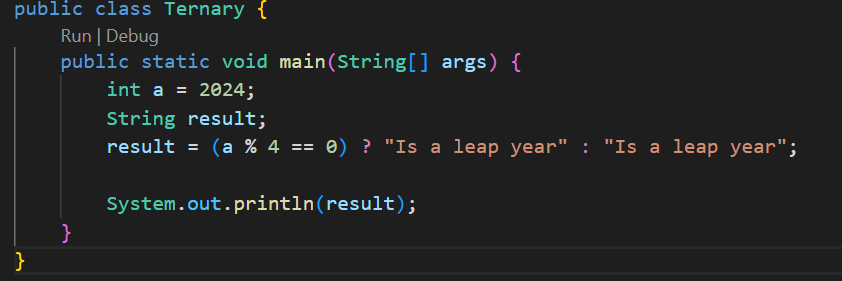 public class Ternary {
Run | Debug
public static void main(String[] args) {
int a = 2024;
String result;
result = (a % 4 == 0) ? "Is a leap year" : "Is a leap year";
System.out.println(result);
}
}